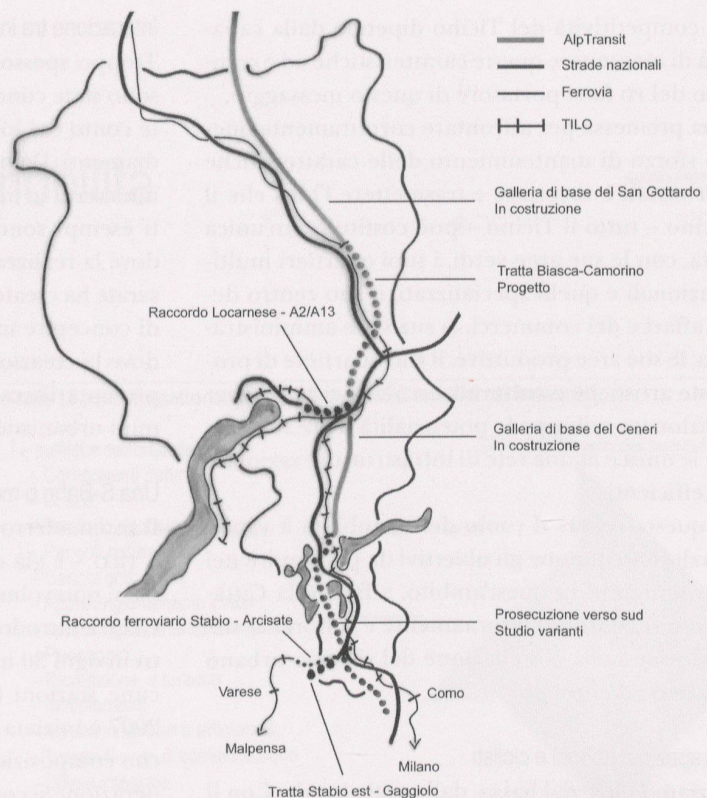 AlpTransit
Strade nazionali
Ferrovia
TILO
Galleria di base del San Gottardo
In costruzione
Tratta Biasca-Camorino
Progetto
Raccordo Locarnese - A2/A13
Galleria di base del Ceneri
In costruzione
Prosecuzione verso sud
Studio varianti
Raccordo ferroviario Stabio - Arcisate
Varese
Como
Malpensa
Milano
Tratta Stabio est - Gaggiolo